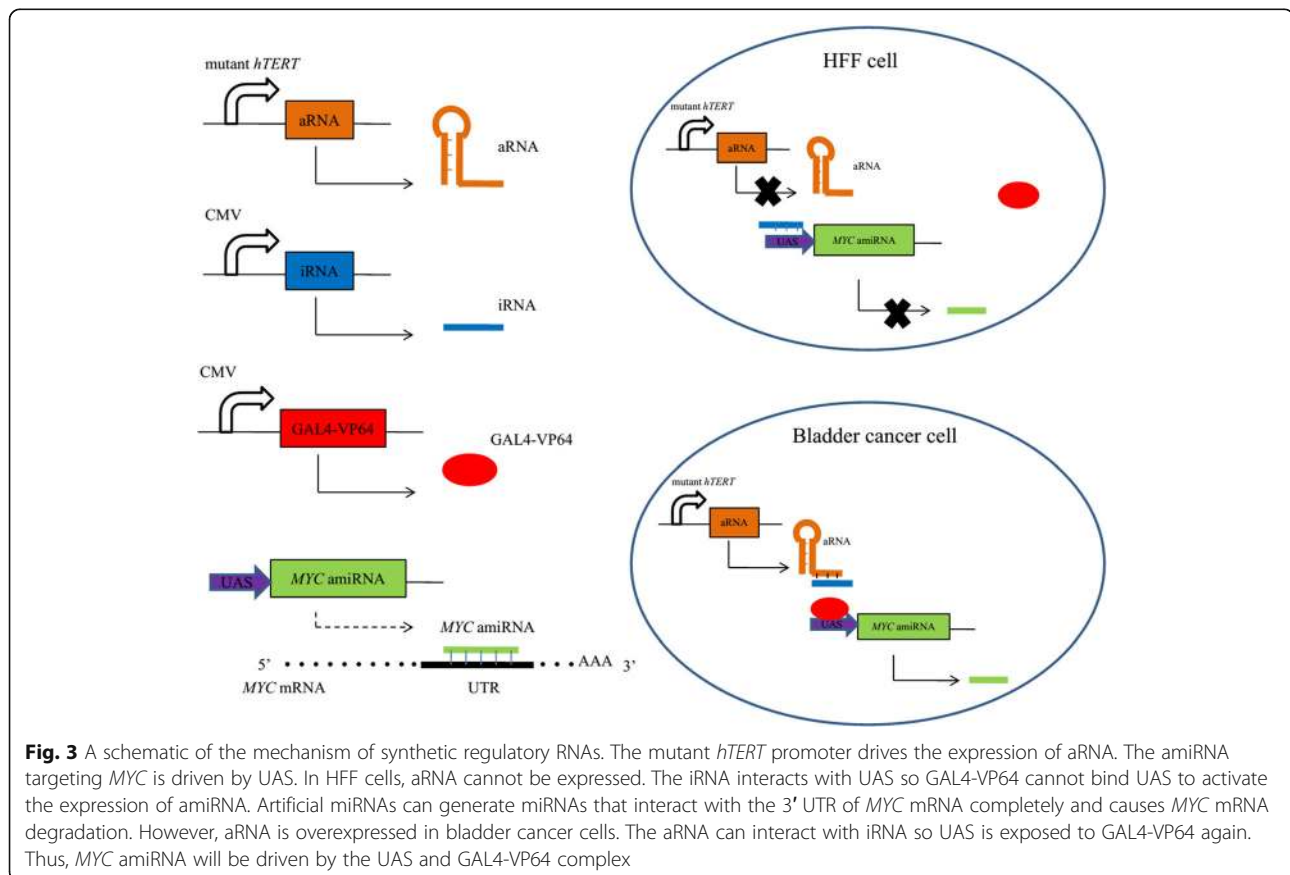 mutant hTERT
aRNA
aRNA
CMV
iRNA
iRNA
CMV
GAL4-VP64
GAL4-VP64
UAS
MYC amiRNA
MYC amiRNA
5’
AAA
3’
MYC mRNA
UTR
HFF cell
mutant hTERT
aRNA
aRNA
UAS
MYC amiRNA
Bladder cancer cell
mutant hTERT
aRNA
aRNA
UAS
MYC amiRNA
Fig. 3 A schematic of the mechanism of synthetic regulatory RNAs. The mutant hTERT promoter drives the expression of aRNA. The amiRNA
targeting MYC is driven by UAS. In HFF cells, aRNA cannot be expressed. The iRNA interacts with UAS so GAL4-VP64 cannot bind UAS to activate
the expression of amiRNA. Artificial miRNAs can generate miRNAs that interact with the 3′ UTR of MYC mRNA completely and causes MYC mRNA
degradation. However, aRNA is overexpressed in bladder cancer cells. The aRNA can interact with iRNA so UAS is exposed to GAL4-VP64 again.
Thus, MYC amiRNA will be driven by the UAS and GAL4-VP64 complex